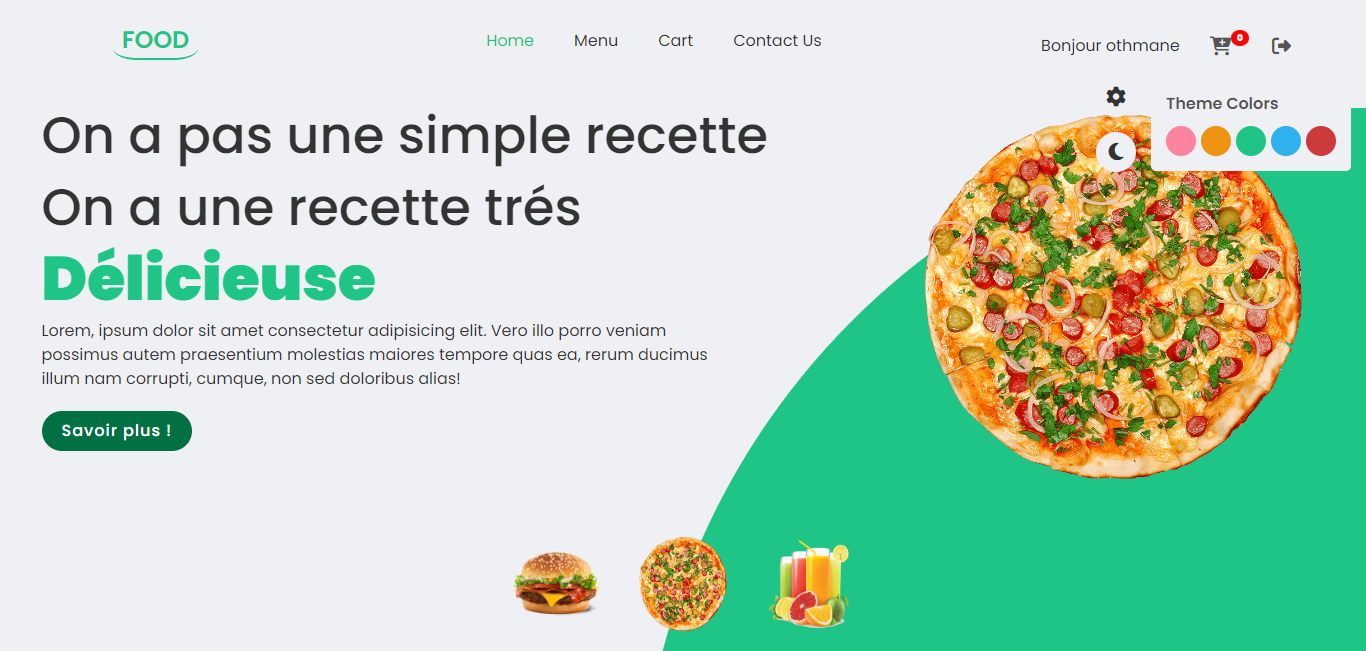 FOOD
Home Menu Cart Contact Us
Bonjour othmane
0
Theme Colors
On a pas une simple recette
On a une recette trés
Délicieuse
Lorem, ipsum dolor sit amet consectetur adipisicing elit. Vero illo porro veniam
possimus autem praesentium molestias maiores tempore quas ea, rerum ducimus
illum nam corrupti, cumque, non sed doloribus alias!
Savoir plus !